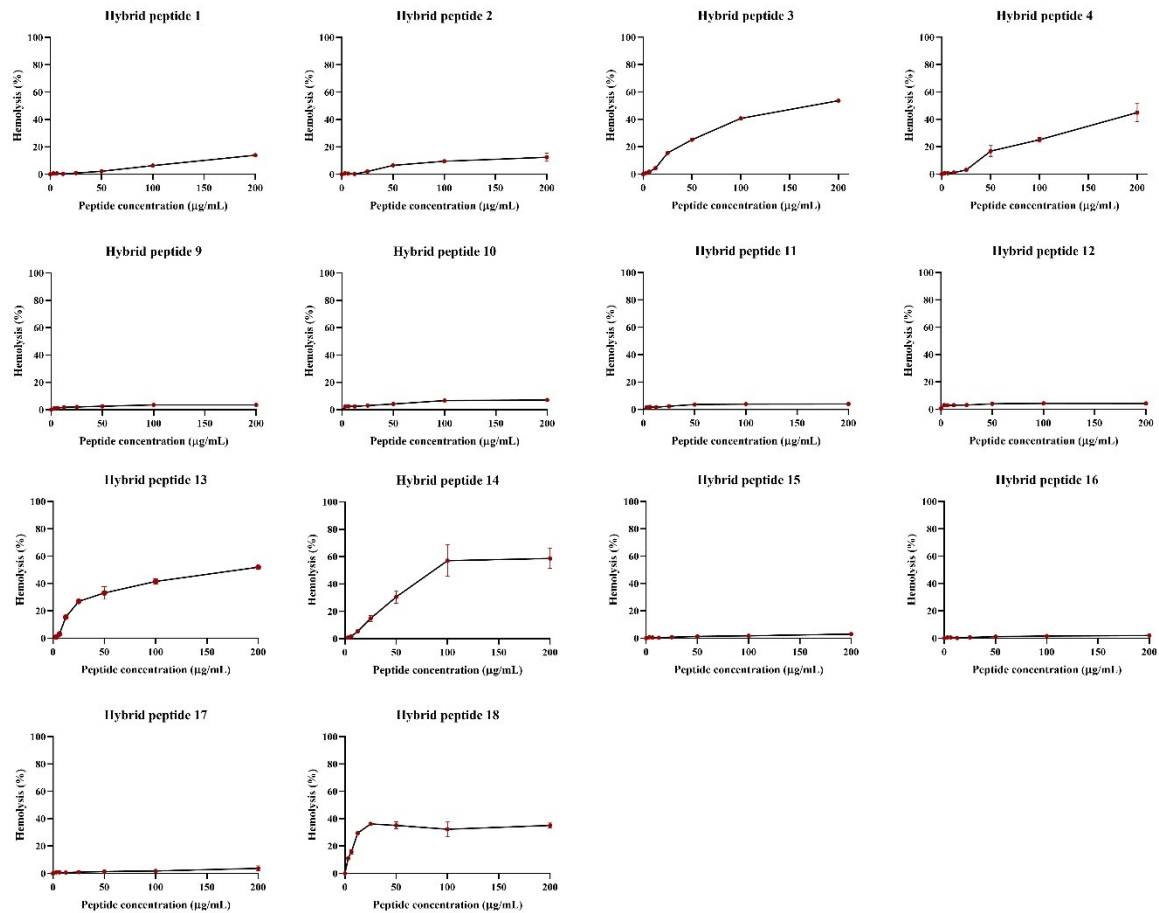 Hybrid peptide 1
Hemolysis (%)
100
80
60
40
20
0
0 50 100 150 200
Peptide concentration (µg/mL)
Hybrid peptide 2
Hemolysis (%)
100
80
60
40
20
0
0 50 100 150 200
Peptide concentration (µg/mL)
Hybrid peptide 3
Hemolysis (%)
100
80
60
40
20
0
0 50 100 150 200
Peptide concentration (µg/mL)
Hybrid peptide 4
Hemolysis (%)
100
80
60
40
20
0
0 50 100 150 200
Peptide concentration (µg/mL)
Hybrid peptide 9
Hemolysis (%)
100
80
60
40
20
0
0 50 100 150 200
Peptide concentration (µg/mL)
Hybrid peptide 10
Hemolysis (%)
100
80
60
40
20
0
0 50 100 150 200
Peptide concentration (µg/mL)
Hybrid peptide 11
Hemolysis (%)
100
80
60
40
20
0
0 50 100 150 200
Peptide concentration (µg/mL)
Hybrid peptide 12
Hemolysis (%)
100
80
60
40
20
0
0 50 100 150 200
Peptide concentration (µg/mL)
Hybrid peptide 13
Hemolysis (%)
100
80
60
40
20
0
0 50 100 150 200
Peptide concentration (µg/mL)
Hybrid peptide 14
Hemolysis (%)
100
80
60
40
20
0
0 50 100 150 200
Peptide concentration (µg/mL)
Hybrid peptide 15
Hemolysis (%)
100
80
60
40
20
0
0 50 100 150 200
Peptide concentration (µg/mL)
Hybrid peptide 16
Hemolysis (%)
100
80
60
40
20
0
0 50 100 150 200
Peptide concentration (µg/mL)
Hybrid peptide 17
Hemolysis (%)
100
80
60
40
20
0
0 50 100 150 200
Peptide concentration (µg/mL)
Hybrid peptide 18
Hemolysis (%)
100
80
60
40
20
0
0 50 100 150 200
Peptide concentration (µg/mL)